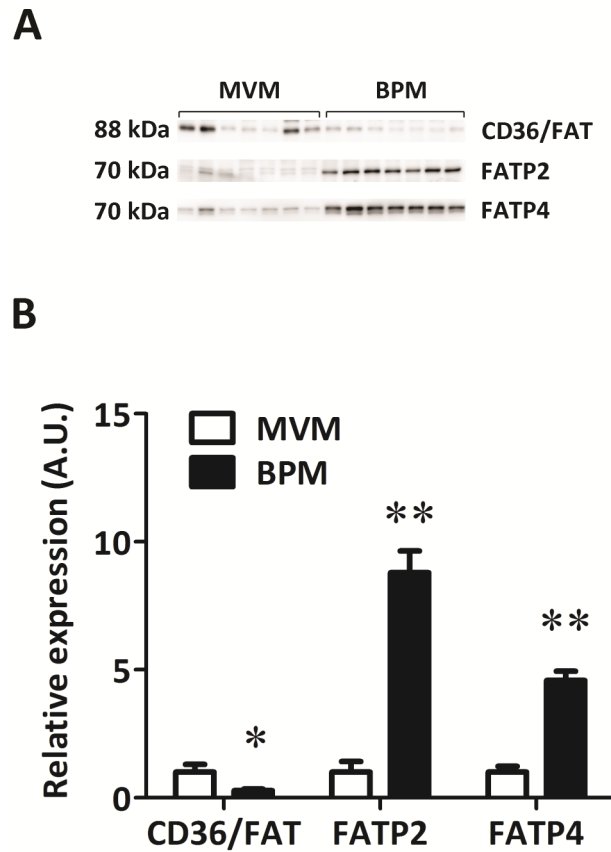 A
MVM BPM
88 kDa CD36/FAT
70 kDa FATP2
70 kDa FATP4
B
Relative expression (A.U.)
15
10
5
0
MVM
BPM
*
**
**
CD36/FAT FATP2 FATP4